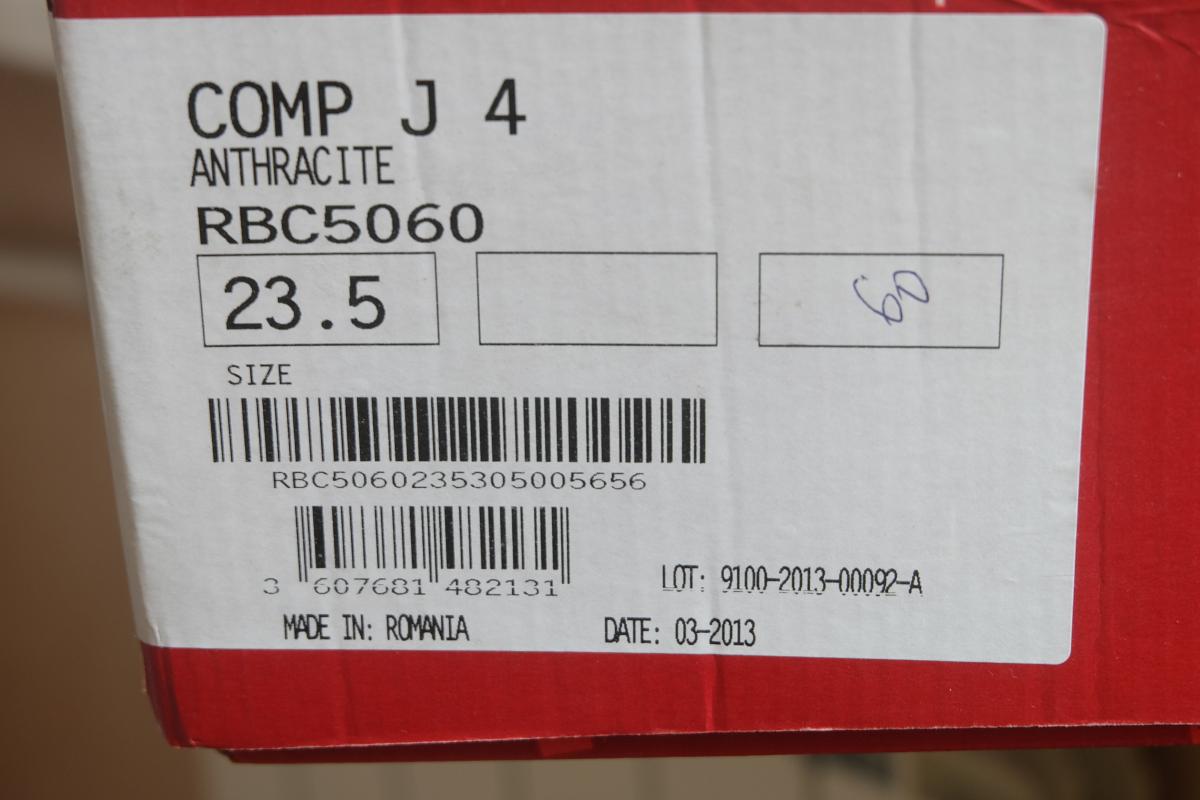 COMP J 4
ANTHRACITE
RBC5060
23.5
SIZE
RBC5060235305005656
3 607681 482131
LOT: 9100-2013-00092-A
MADE IN: ROMANIA
DATE: 03-2013